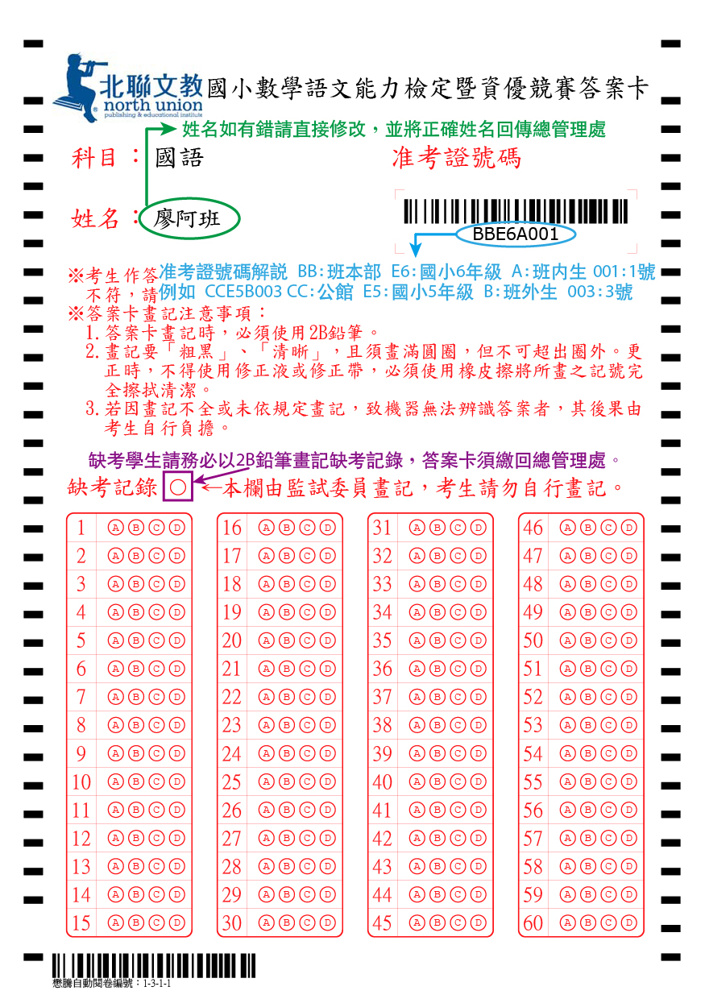 北聯文教
north union
®
publishing & educational institute
國小數學語文能力檢定暨資優競賽答案卡
姓名如有錯請直接修改，並將正確姓名回傳總管理處
科目：國語
准考證號碼
姓名：廖阿班
BBE6A001
※考生作答
准考證號碼解説 BB：班本部 E6：國小6年級 A：班内生 001：1號
不符，請
例如 CCE5B003 CC：公館 E5：國小5年級 B：班外生 003：3號
※答案卡畫記注意事項：
1. 答案卡畫記時，必須使用2B鉛筆。
2. 畫記要「粗黑」、「清晰」，且須畫滿圓圈，但不可超出圈外。更
正時，不得使用修正液或修正帶，必須使用橡皮擦將所畫之記號完
全擦拭清潔。
3. 若因畫記不全或未依規定畫記，致機器無法辨識答案者，其後果由
考生自行負擔。
缺考學生請務必以2B鉛筆畫記缺考記錄，答案卡須繳回總管理處。
缺考記錄 ○ ←本欄由監試委員畫記，考生請勿自行畫記。
1 A B C D 16 A B C D 31 A B C D 46 A B C D
2 A B C D 17 A B C D 32 A B C D 47 A B C D
3 A B C D 18 A B C D 33 A B C D 48 A B C D
4 A B C D 19 A B C D 34 A B C D 49 A B C D
5 A B C D 20 A B C D 35 A B C D 50 A B C D
6 A B C D 21 A B C D 36 A B C D 51 A B C D
7 A B C D 22 A B C D 37 A B C D 52 A B C D
8 A B C D 23 A B C D 38 A B C D 53 A B C D
9 A B C D 24 A B C D 39 A B C D 54 A B C D
10 A B C D 25 A B C D 40 A B C D 55 A B C D
11 A B C D 26 A B C D 41 A B C D 56 A B C D
12 A B C D 27 A B C D 42 A B C D 57 A B C D
13 A B C D 28 A B C D 43 A B C D 58 A B C D
14 A B C D 29 A B C D 44 A B C D 59 A B C D
15 A B C D 30 A B C D 45 A B C D 60 A B C D
懋騰自動閱卷編號：1-3-1-1